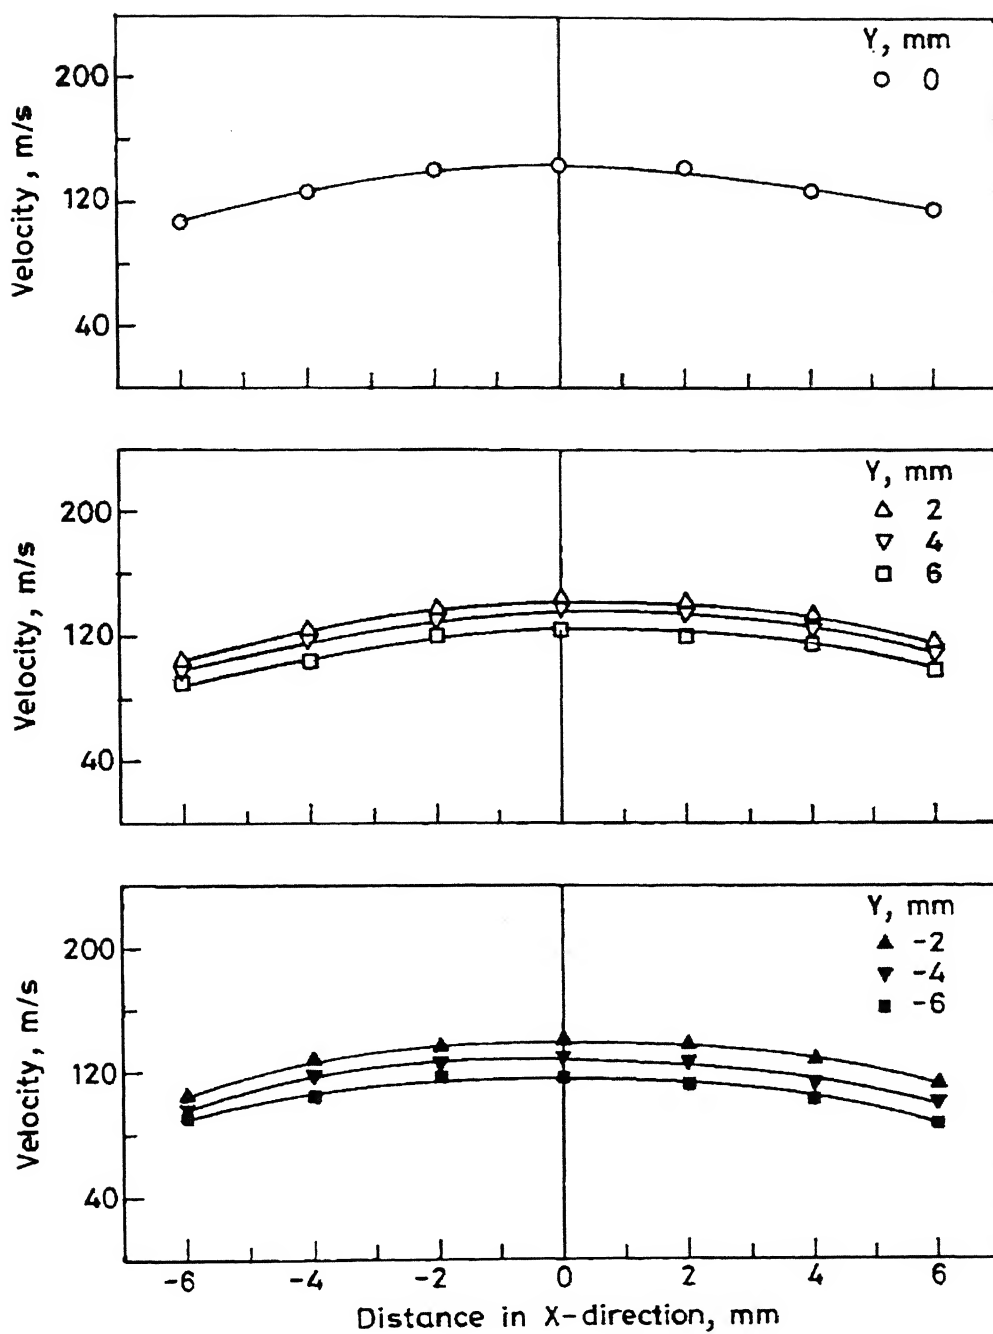 Y, mm
○ 0
200
120
40
Velocity, m/s
Y, mm
△ 2
▽ 4
□ 6
200
120
40
Velocity, m/s
Y, mm
▲ -2
▼ -4
■ -6
200
120
40
Velocity, m/s
-6 -4 -2 0 2 4 6
Distance in X-direction, mm